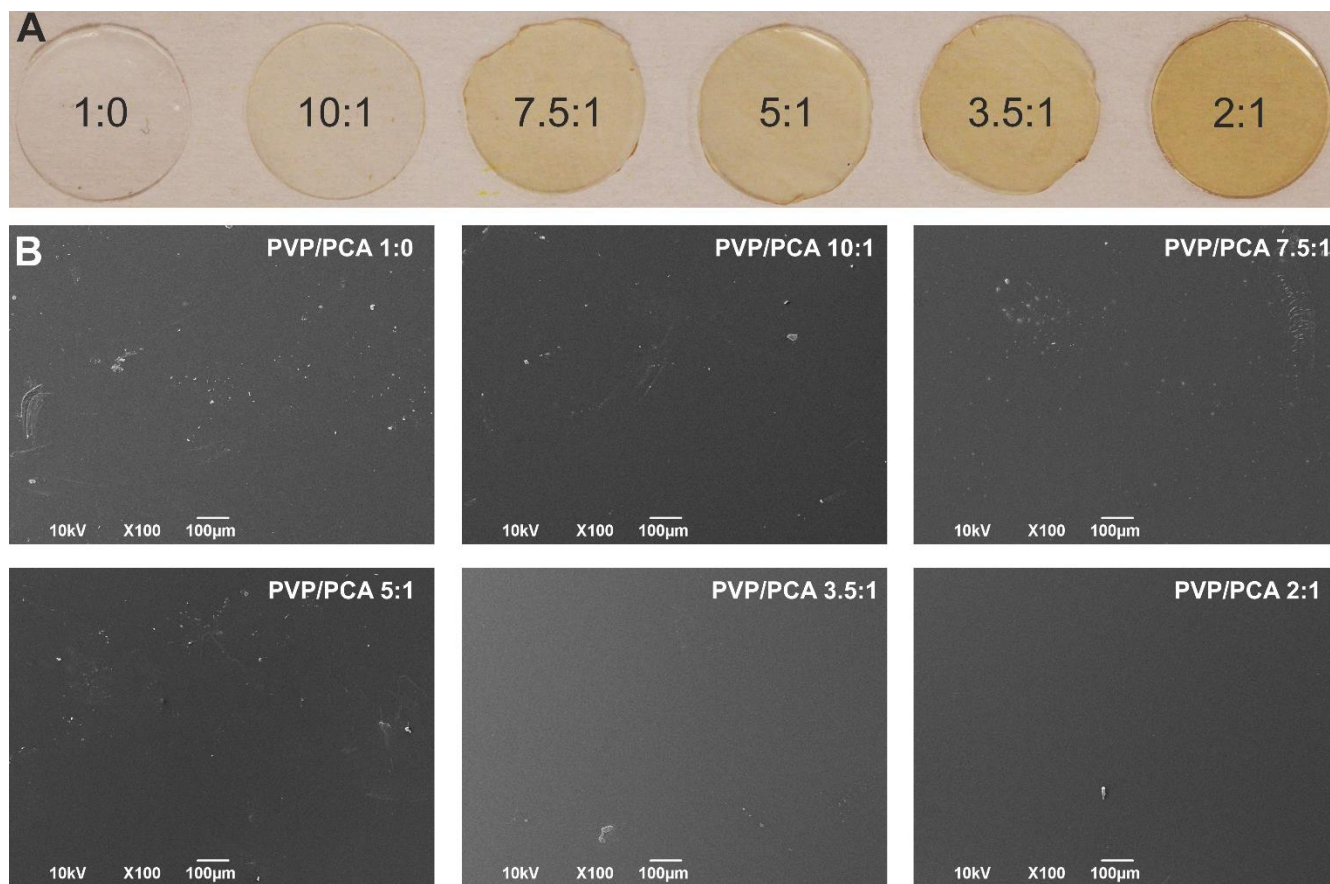 A
1:0 10:1 7.5:1 5:1 3.5:1 2:1
B
PVP/PCA 1:0
10kV X100 100µm
PVP/PCA 10:1
10kV X100 100µm
PVP/PCA 7.5:1
10kV X100 100µm
PVP/PCA 5:1
10kV X100 100µm
PVP/PCA 3.5:1
10kV X100 100µm
PVP/PCA 2:1
10kV X100 100µm